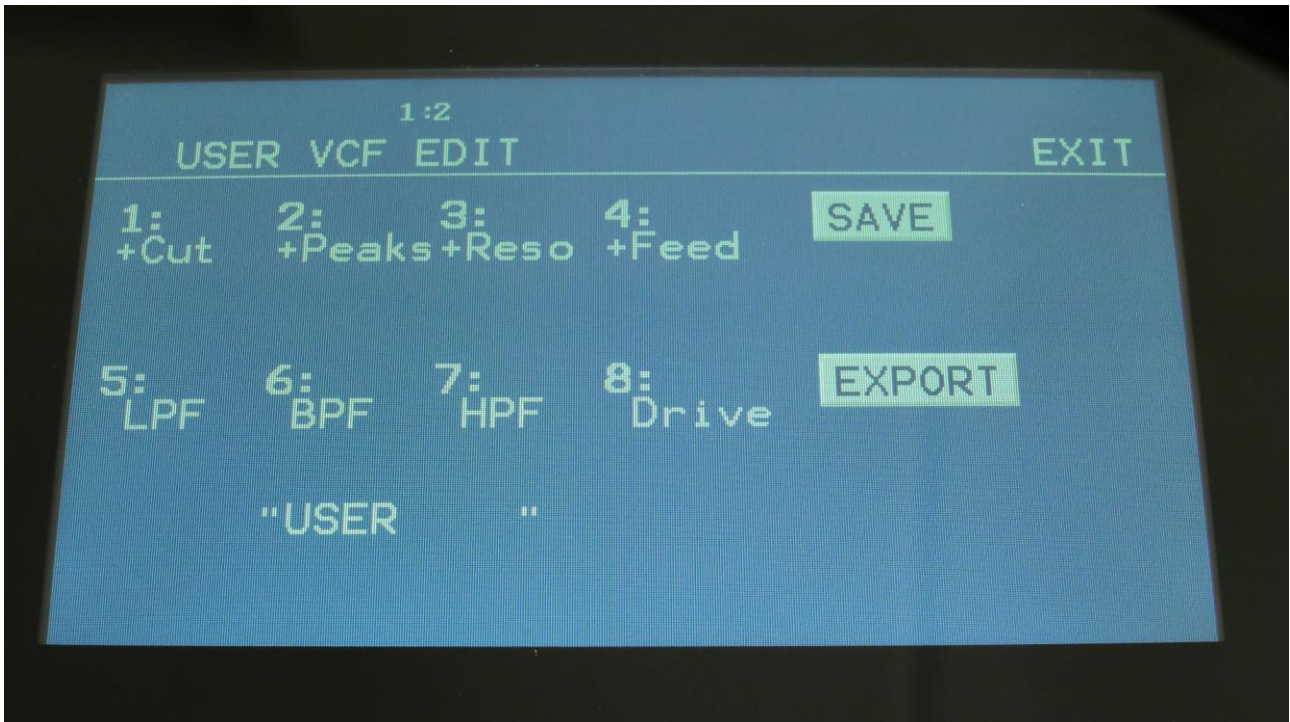 1:2
USER VCF EDIT EXIT
1: 2: 3: 4: SAVE
+Cut +Peaks +Reso +Feed
5: 6: 7: 8: EXPORT
LPF BPF HPF Drive
"USER "